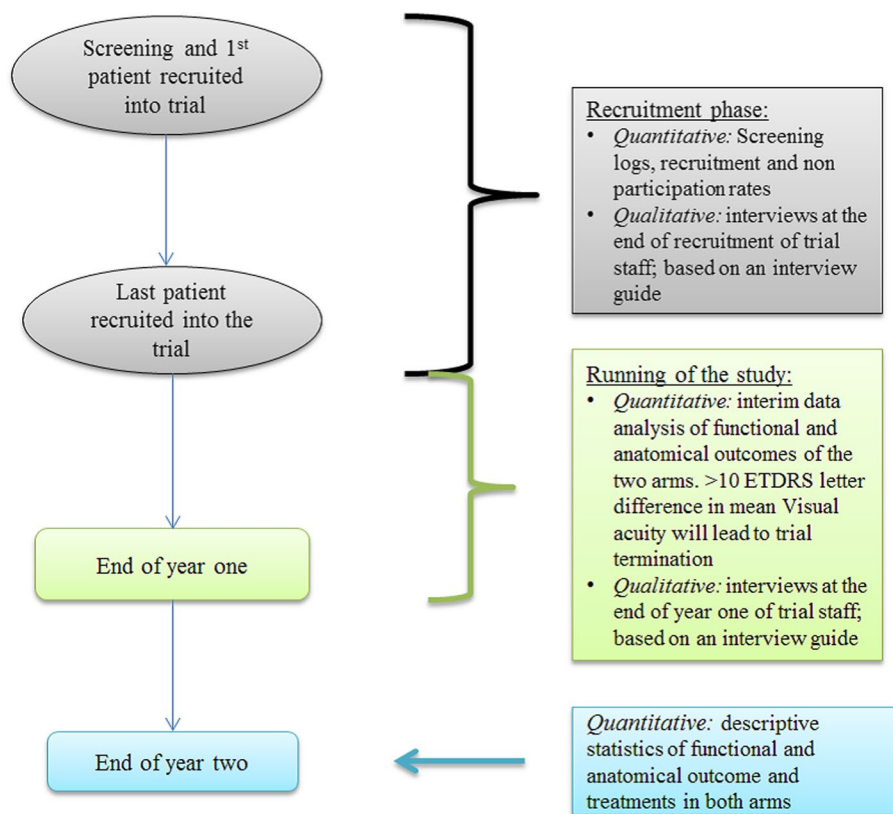 Screening and 1st
patient recruited
into trial
Last patient
recruited into the
trial
End of year one
End of year two
Recruitment phase:
• Quantitative: Screening
logs, recruitment and non
participation rates
• Qualitative: interviews at the
end of recruitment of trial
staff; based on an interview
guide
Running of the study:
• Quantitative: interim data
analysis of functional and
anatomical outcomes of the
two arms. >10 ETDRS letter
difference in mean Visual
acuity will lead to trial
termination
• Qualitative: interviews at the
end of year one of trial staff;
based on an interview guide
Quantitative: descriptive
statistics of functional and
anatomical outcome and
treatments in both arms